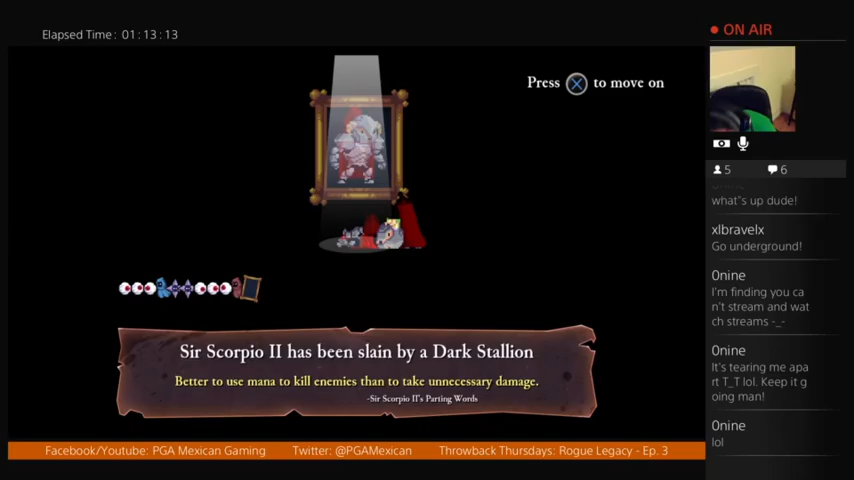 Elapsed Time: 01:13:13
ON AIR
Press X to move on
5
6
what"s up dude!
xlbravelx
Go underground!
0nine
I'm finding you ca
n't stream and wat
ch streams -_-
0nine
It's tearing me apa
rt T_T lol. Keep it g
oing man!
0nine
lol
Sir Scorpio II has been slain by a Dark Stallion
Better to use mana to kill enemies than to take unnecessary damage.
-Sir Scorpio II's Parting Words
Facebook/Youtube: PGA Mexican Gaming Twitter: @PGAMexican Throwback Thursdays: Rogue Legacy - Ep. 3